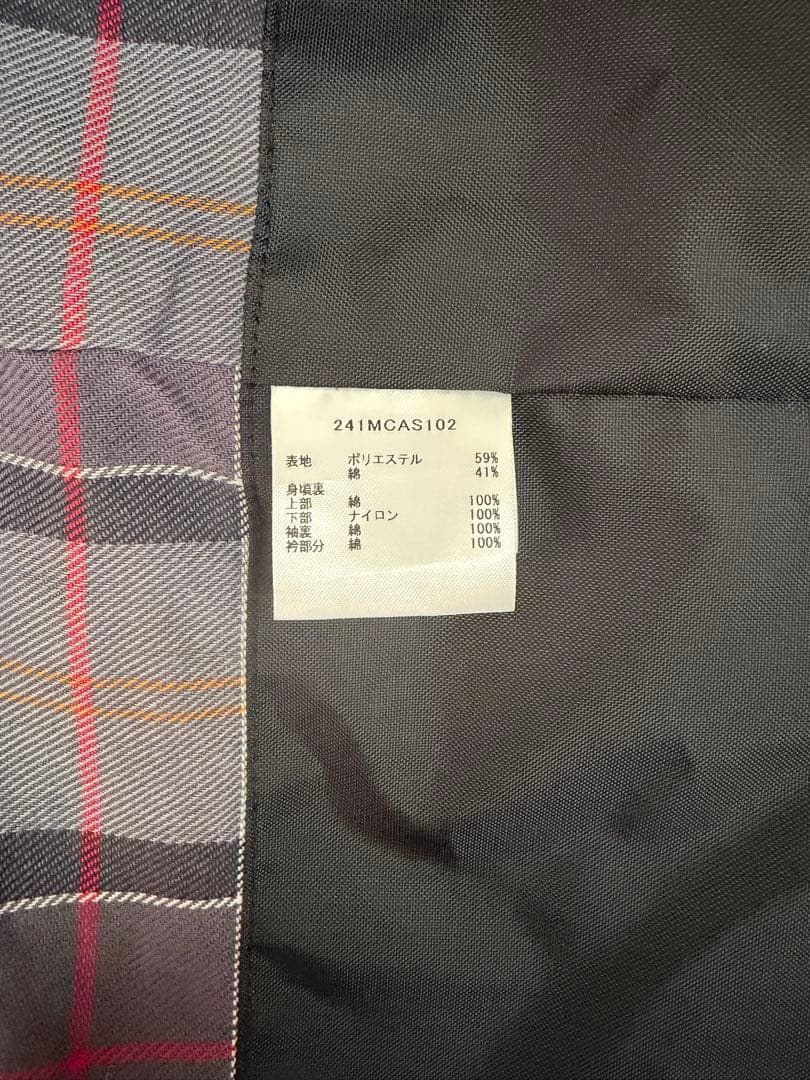 241MCAS102
表地 ポリエステル 59%
綿 41%
身頃裏
上部 綿 100%
下部 ナイロン 100%
袖裏 綿 100%
衿部分 綿 100%